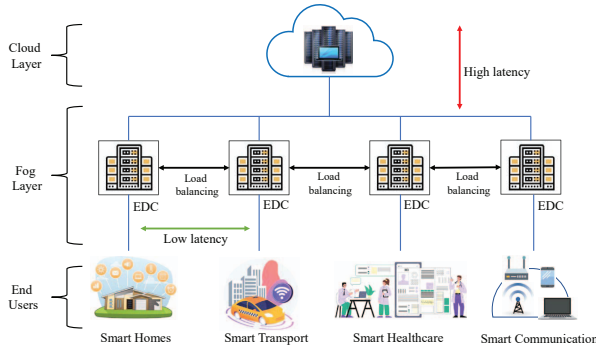 Cloud
Layer
High latency
Fog
Layer
Load
balancing
Load
balancing
Load
balancing
EDC
EDC
EDC
EDC
Low latency
End
Users
Smart Homes
Smart Transport
Smart Healthcare
Smart Communication